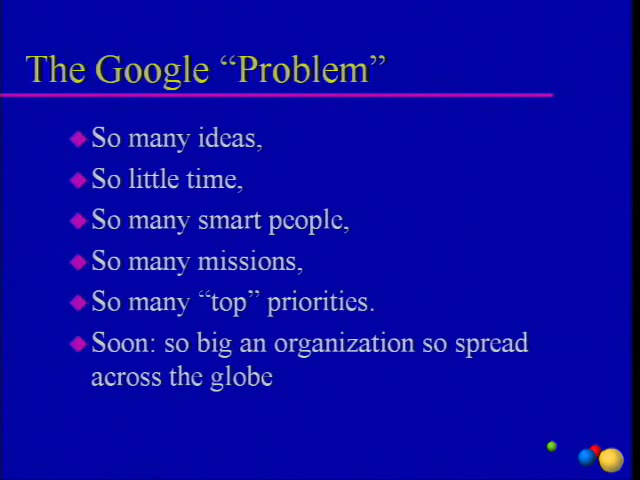 The Google “Problem”
So many ideas,
So little time,
So many smart people,
So many missions,
So many “top” priorities.
Soon: so big an organization so spread
across the globe